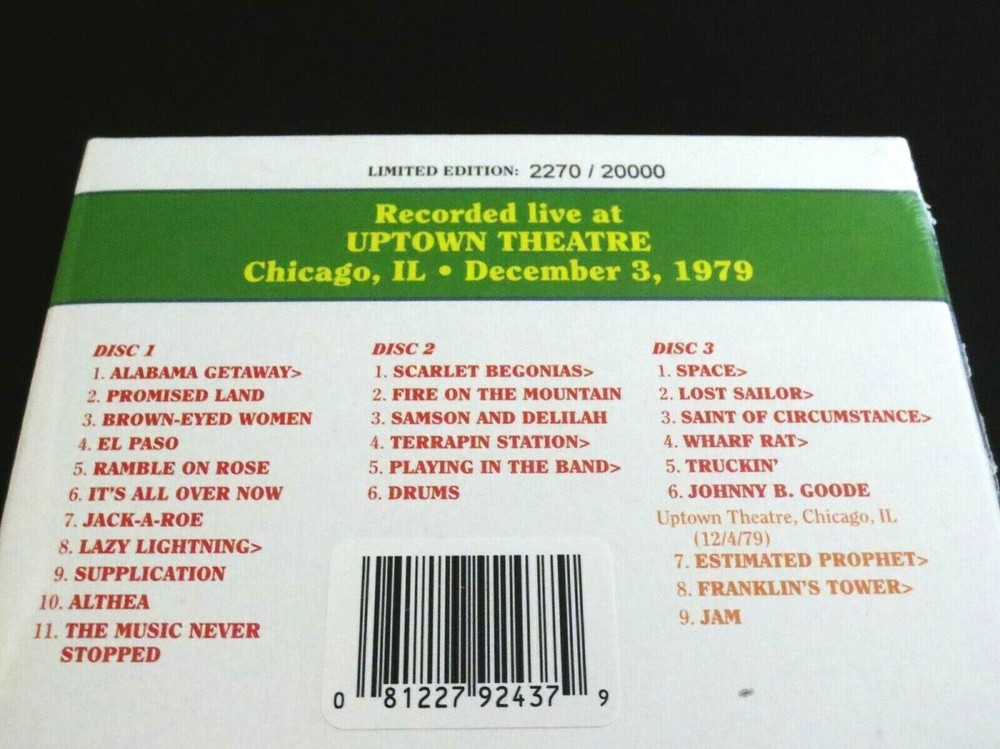 LIMITED EDITION: 2270 / 20000
Recorded live at
UPTOWN THEATRE
Chicago, IL • December 3, 1979
DISC 1
1. ALABAMA GETAWAY>
2. PROMISED LAND
3. BROWN-EYED WOMEN
4. EL PASO
5. RAMBLE ON ROSE
6. IT'S ALL OVER NOW
7. JACK-A-ROE
8. LAZY LIGHTNING>
9. SUPPLICATION
10. ALTHEA
11. THE MUSIC NEVER
STOPPED
DISC 2
1. SCARLET BEGONIAS>
2. FIRE ON THE MOUNTAIN
3. SAMSON AND DELILAH
4. TERRAPIN STATION>
5. PLAYING IN THE BAND>
6. DRUMS
DISC 3
1. SPACE>
2. LOST SAILOR>
3. SAINT OF CIRCUMSTANCE>
4. WHARF RAT>
5. TRUCKIN'
6. JOHNNY B. GOODE
Uptown Theatre, Chicago, IL
(12/4/79)
7. ESTIMATED PROPHET>
8. FRANKLIN'S TOWER>
9. JAM
0 81227 92437 9